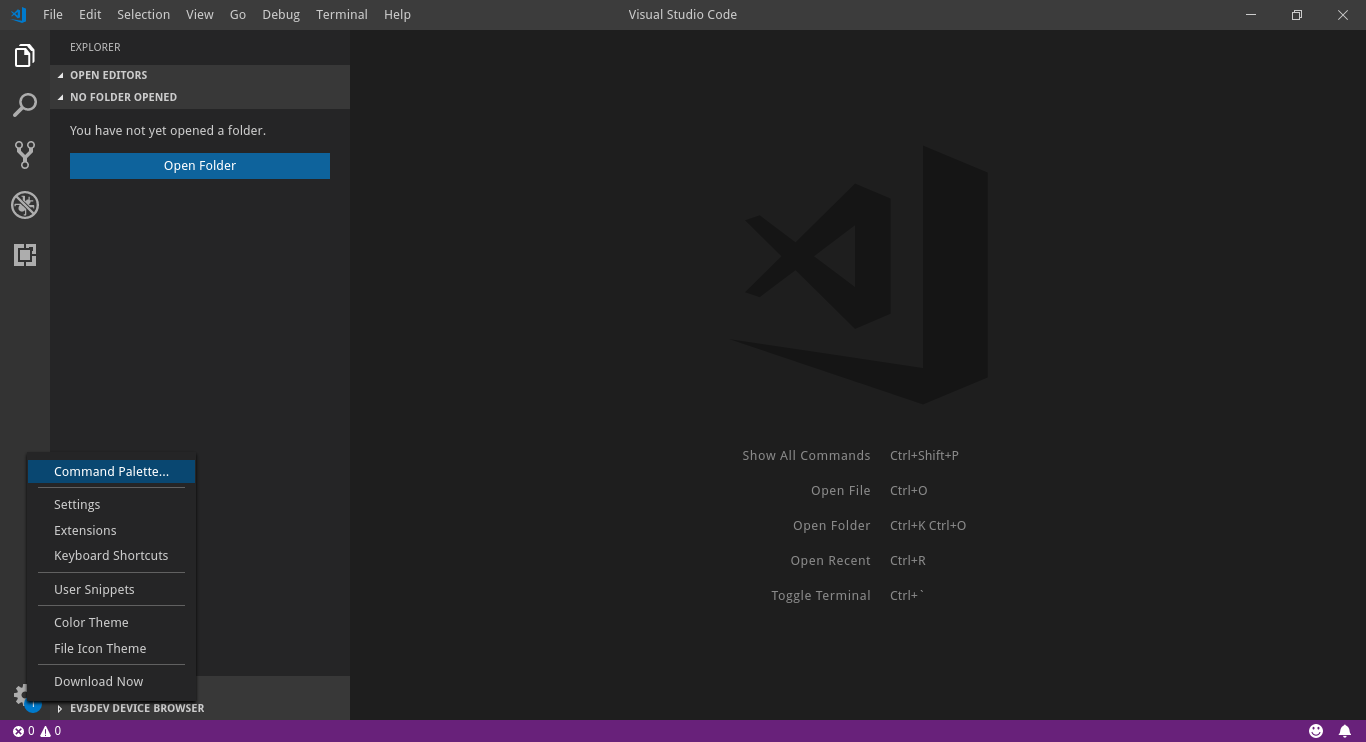 File Edit Selection View Go Debug Terminal Help Visual Studio Code
EXPLORER
OPEN EDITORS
NO FOLDER OPENED
You have not yet opened a folder.
Open Folder
Show All Commands Ctrl+Shift+P
Open File Ctrl+O
Open Folder Ctrl+K Ctrl+O
Open Recent Ctrl+R
Toggle Terminal Ctrl+`
Command Palette...
Settings
Extensions
Keyboard Shortcuts
User Snippets
Color Theme
File Icon Theme
Download Now
EV3DEV DEVICE BROWSER
0 0